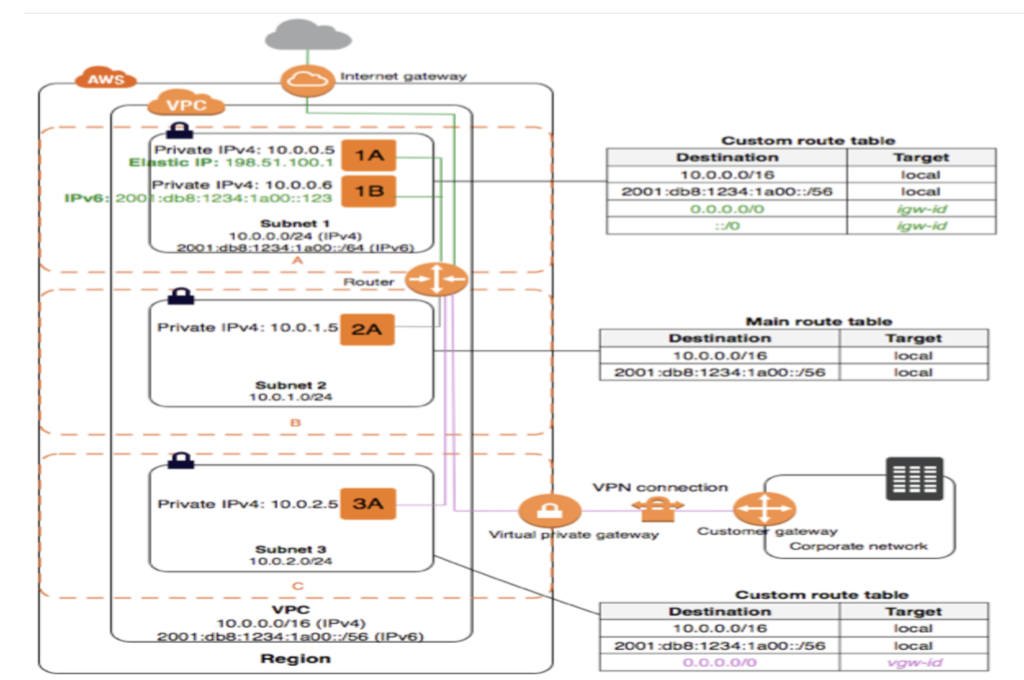 Internet gateway
AWS
VPC
Private IPv4: 10.0.0.5
Elastic IP: 198.51.100.1
1A
Private IPv4: 10.0.0.6
IPv6: 2001:db8:1234:1a00::123
1B
Subnet 1
10.0.0.0/24 (IPv4)
2001:db8:1234:1a00::/64 (IPv6)
A
Custom route table
Destination Target
10.0.0.0/16 local
2001:db8:1234:1a00::/56 local
0.0.0.0/0 igw-id
::/0 igw-id
Router
Private IPv4: 10.0.1.5
2A
Subnet 2
10.0.1.0/24
B
Main route table
Destination Target
10.0.0.0/16 local
2001:db8:1234:1a00::/56 local
Private IPv4: 10.0.2.5
3A
Subnet 3
10.0.2.0/24
C
VPN connection
Virtual private gateway
Customer gateway
Corporate network
VPC
10.0.0.0/16 (IPv4)
2001:db8:1234:1a00::/56 (IPv6)
Region
Custom route table
Destination Target
10.0.0.0/16 local
2001:db8:1234:1a00::/56 local
0.0.0.0/0 vgw-id